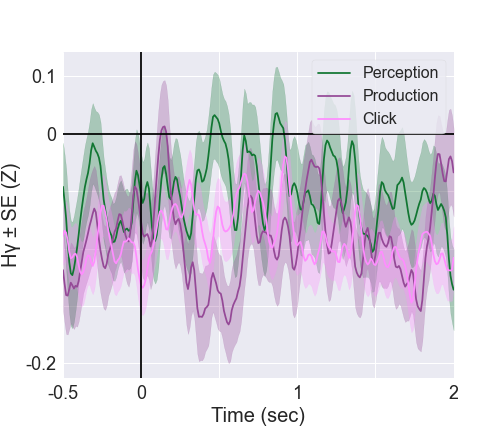 Perception
Production
Click
0.1
0
-0.2
Hγ ± SE (Z)
-0.5
0
1
2
Time (sec)